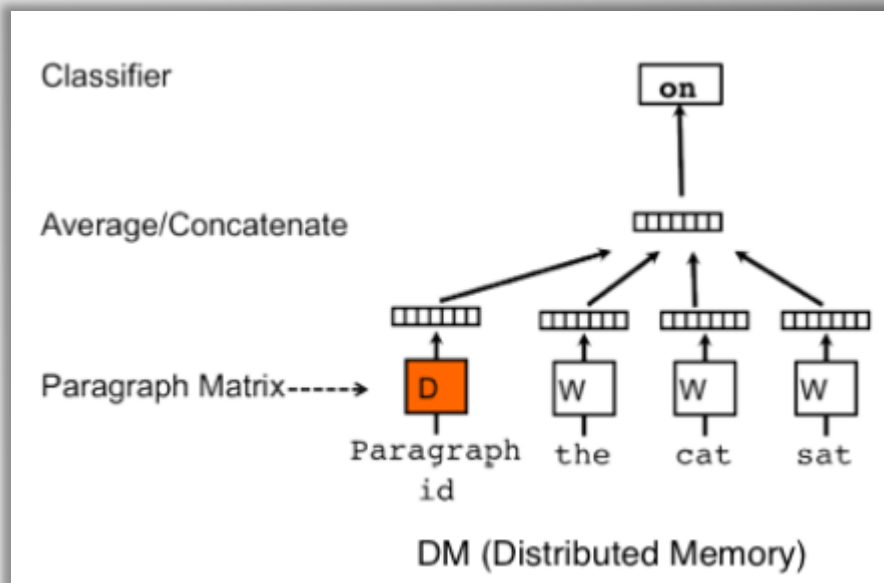 Classifier
on
Average/Concatenate
Paragraph Matrix---->
D
W
W
W
Paragraph
id
the
cat
sat
DM (Distributed Memory)